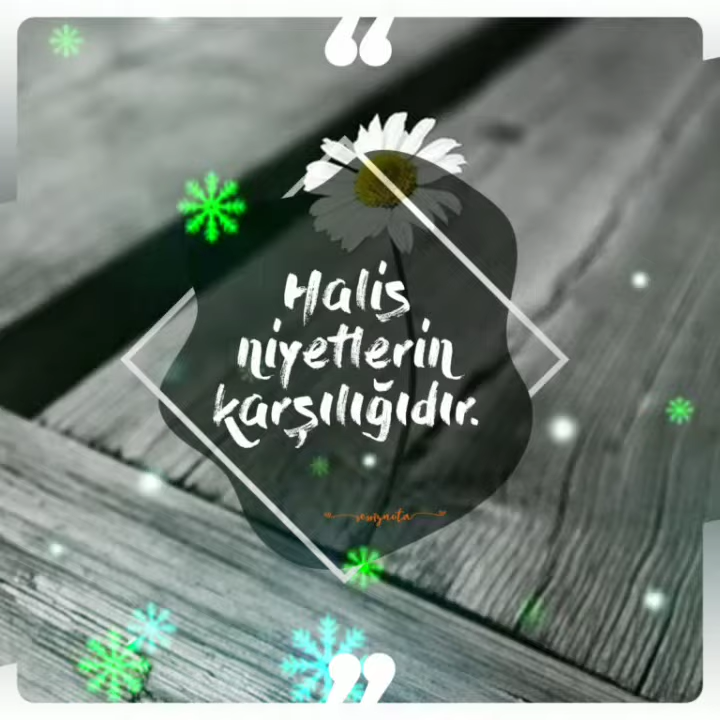 “
Halis
niyetlerin
karşılığıdır.
”